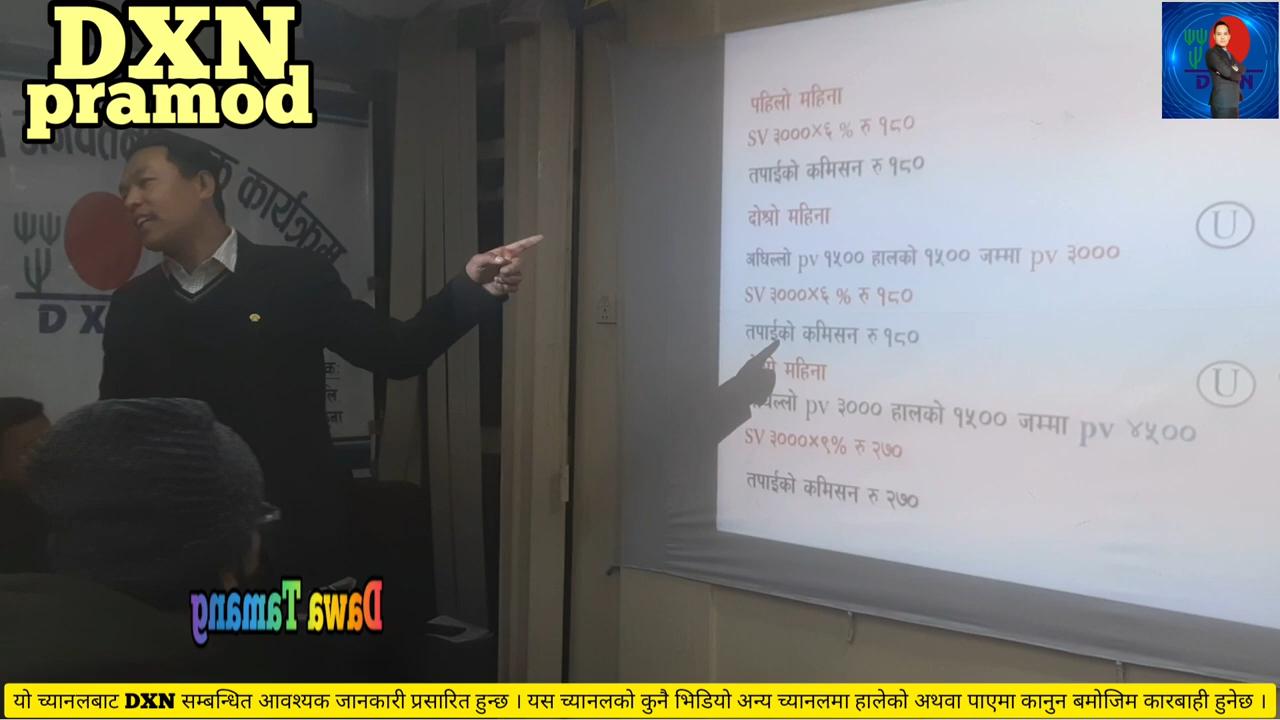 DXN
pramod
कार्यक्रम
DX
पहिलो महिना
SV ३०००×६ % रु १८०
तपाईको कमिसन रु १८०
दोश्रो महिना
अघिल्लो pv १५०० हालको १५०० जम्मा pv ३०००
SV ३०००×६ % रु १८०
तपाईको कमिसन रु १८०
महिना
pv ३००० हालको १५०० जम्मा pv ४५००
SV ३०००×९% रु २७०
तपाईको कमिसन रु २७०
U
U
Dawa Tamang
यो च्यानलबाट DXN सम्बन्धित आवश्यक जानकारी प्रसारित हुन्छ । यस च्यानलको कुनै भिडियो अन्य च्यानलमा हालेको अथवा पाएमा कानुन बमोजिम कारबाही हुनेछ ।